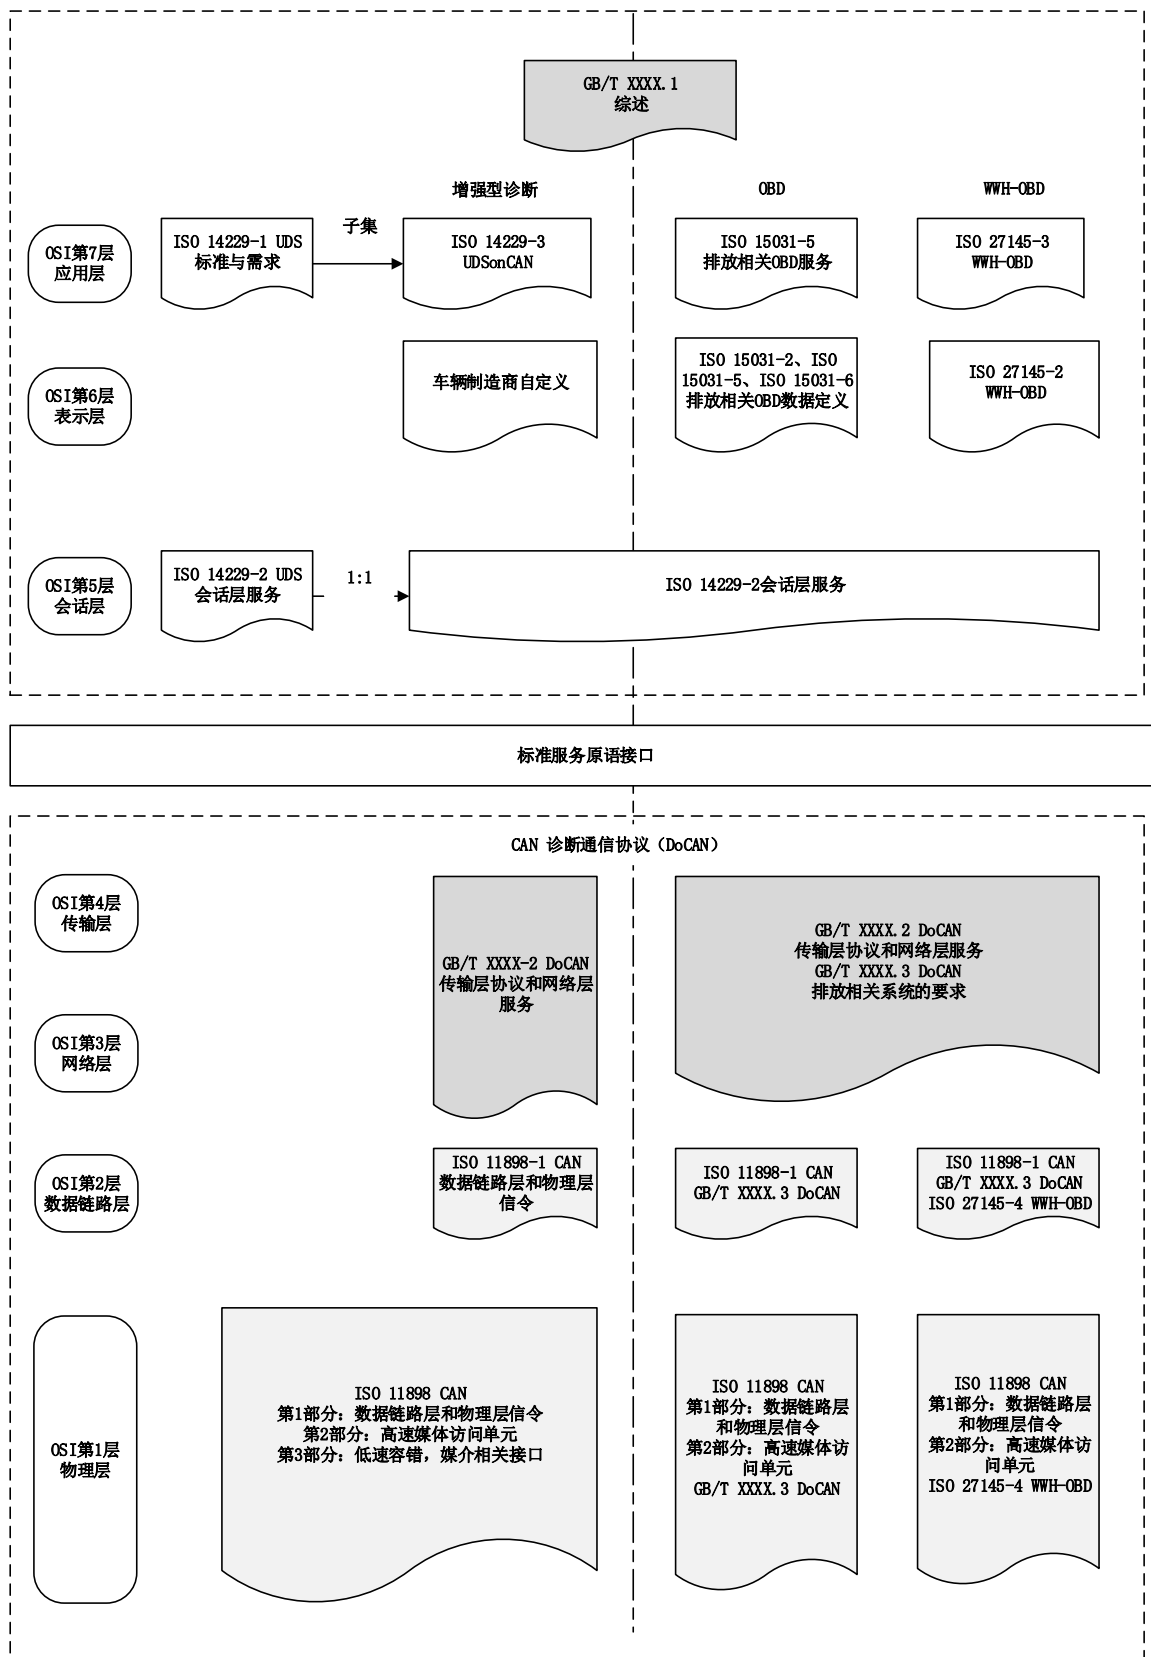 GB/T XXXX.1
综述
增强型诊断
OBD
WWH-OBD
OSI第7层
应用层
ISO 14229-1 UDS
标准与需求
子集
ISO 14229-3
UDSonCAN
ISO 15031-5
排放相关OBD服务
ISO 27145-3
WWH-OBD
OSI第6层
表示层
车辆制造商自定义
ISO 15031-2、ISO
15031-5、ISO 15031-6
排放相关OBD数据定义
ISO 27145-2
WWH-OBD
OSI第5层
会话层
ISO 14229-2 UDS
会话层服务
1:1
ISO 14229-2会话层服务
标准服务原语接口
CAN 诊断通信协议（DoCAN）
OSI第4层
传输层
OSI第3层
网络层
GB/T XXXX-2 DoCAN
传输层协议和网络层
服务
GB/T XXXX.2 DoCAN
传输层协议和网络层服务
GB/T XXXX.3 DoCAN
排放相关系统的要求
OSI第2层
数据链路层
ISO 11898-1 CAN
数据链路层和物理层
信令
ISO 11898-1 CAN
GB/T XXXX.3 DoCAN
ISO 11898-1 CAN
GB/T XXXX.3 DoCAN
ISO 27145-4 WWH-OBD
OSI第1层
物理层
ISO 11898 CAN
第1部分：数据链路层和物理层信令
第2部分：高速媒体访问单元
第3部分：低速容错，媒介相关接口
ISO 11898 CAN
第1部分：数据链路层
和物理层信令
第2部分：高速媒体访
问单元
GB/T XXXX.3 DoCAN
ISO 11898 CAN
第1部分：数据链路层
和物理层信令
第2部分：高速媒体访
问单元
ISO 27145-4 WWH-OBD